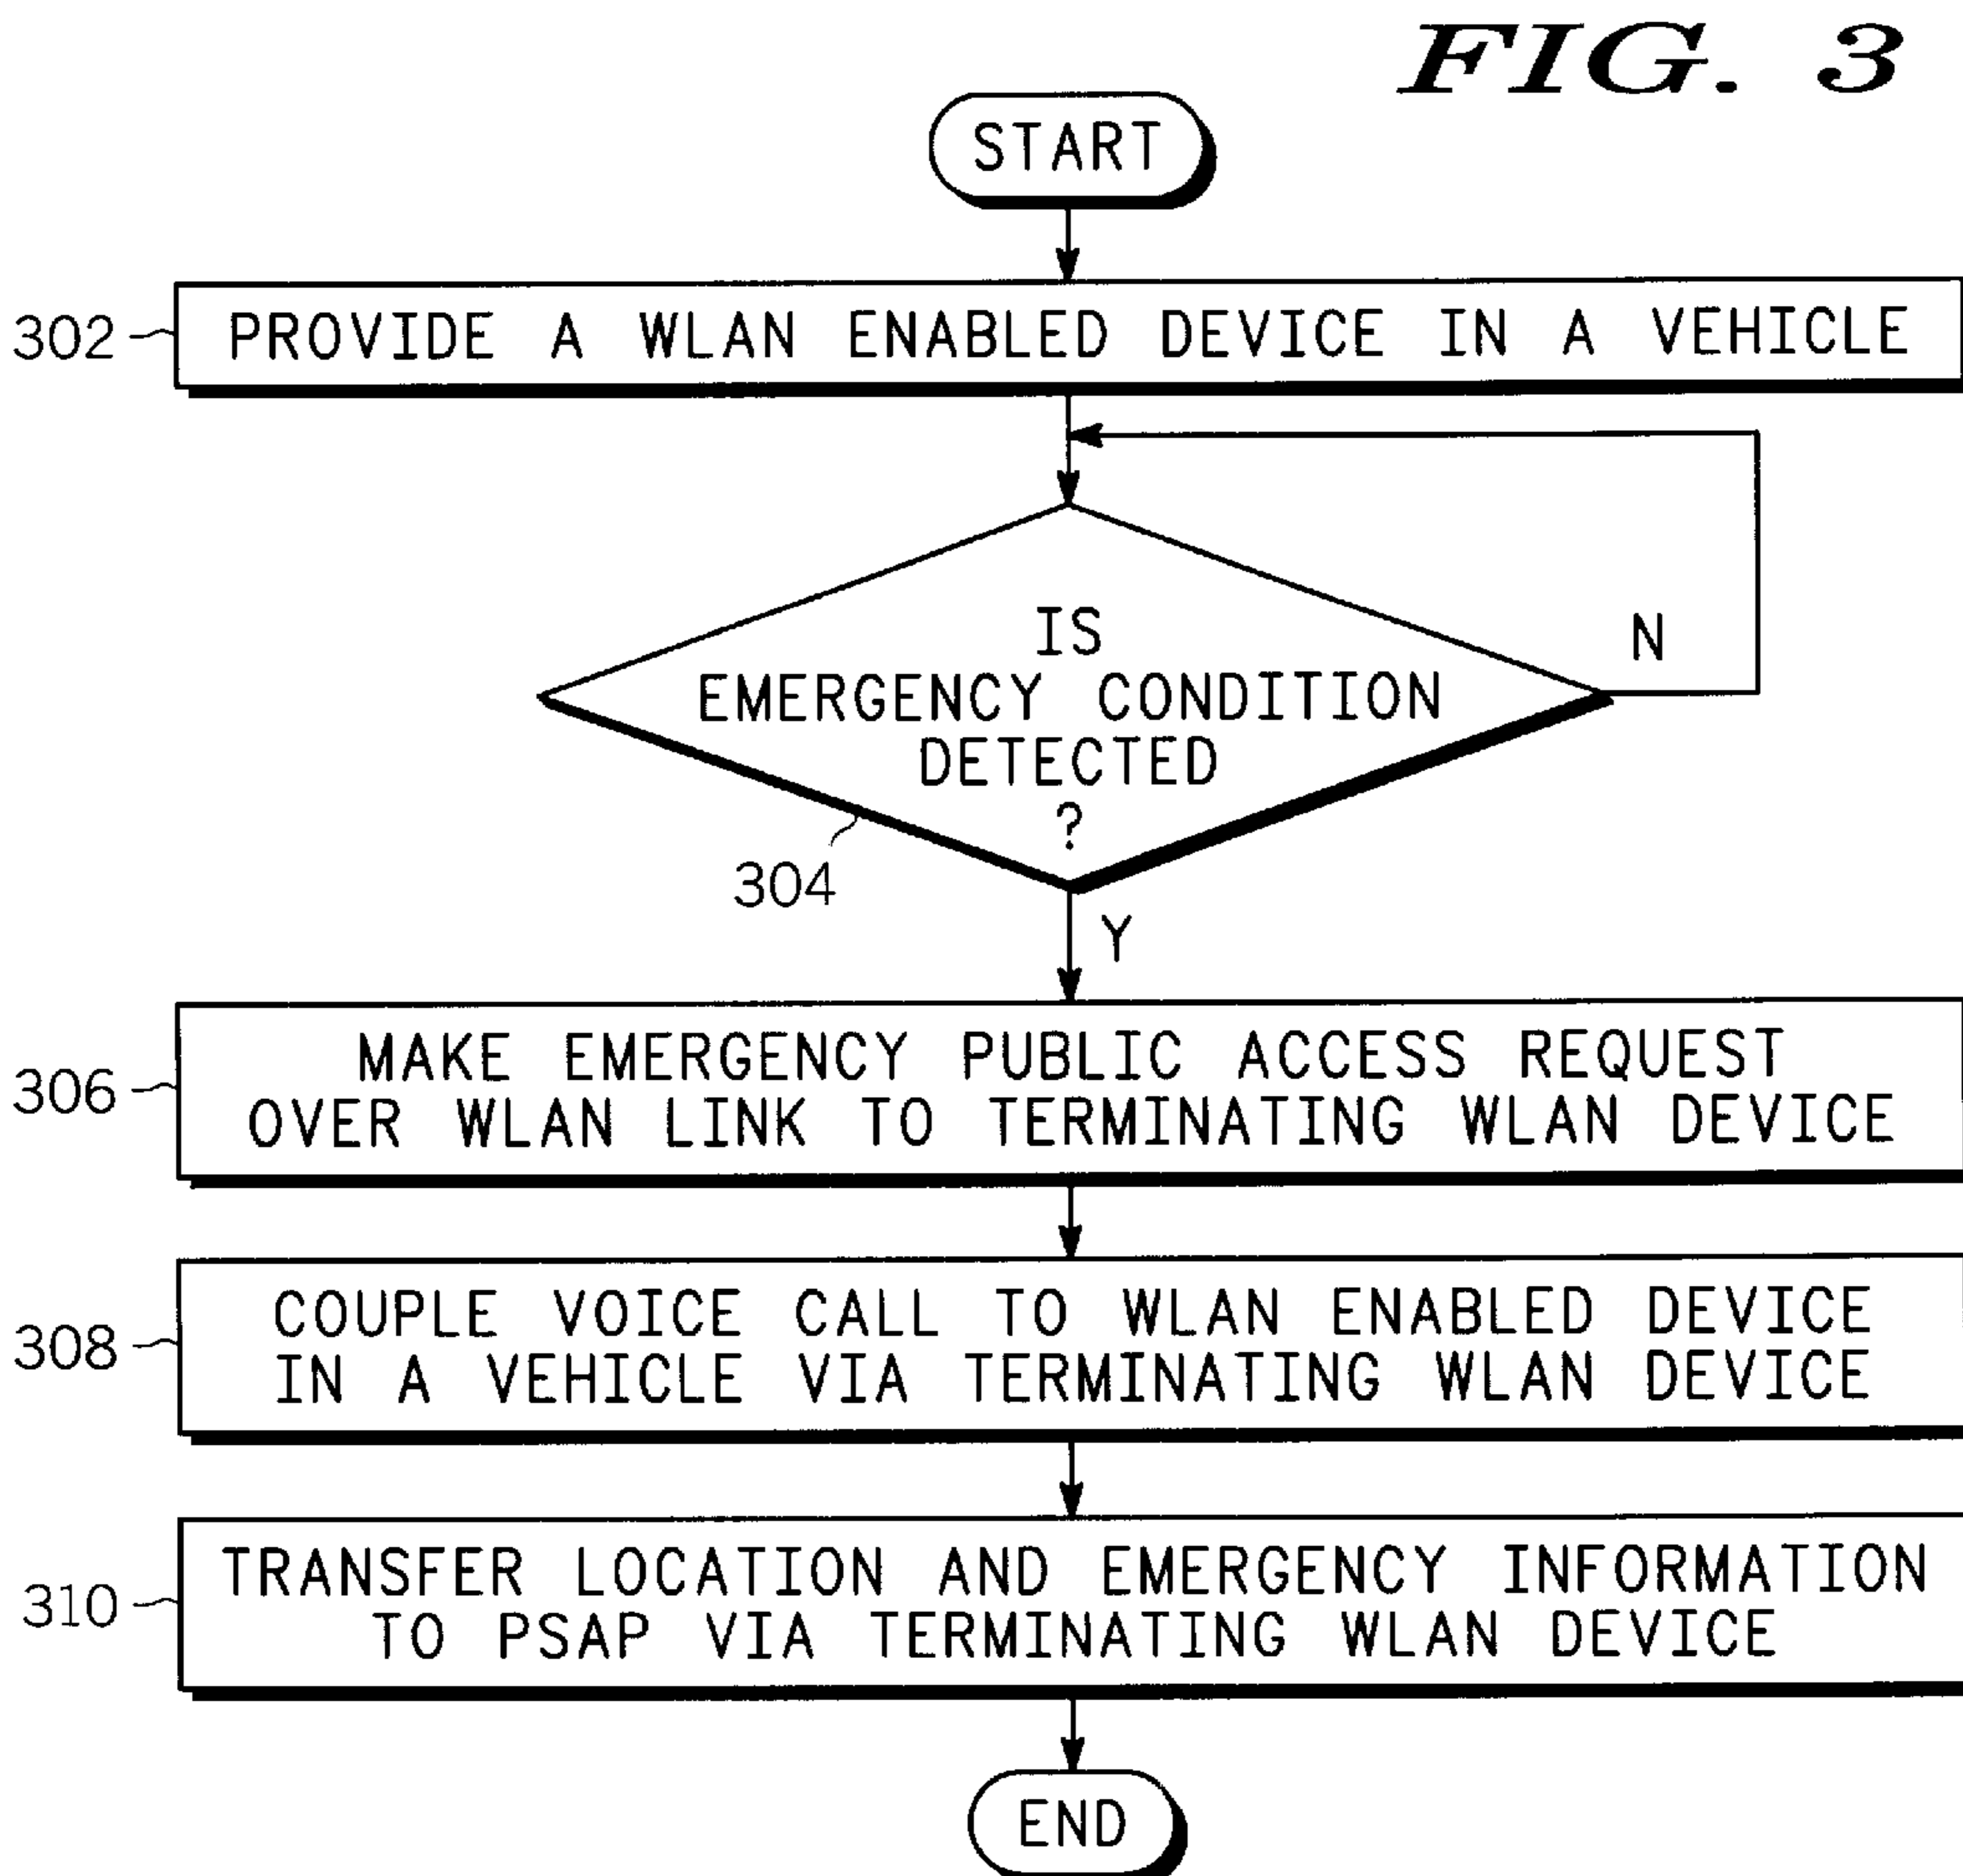 FIG. 3
START
302
PROVIDE A WLAN ENABLED DEVICE IN A VEHICLE
IS
EMERGENCY CONDITION
DETECTED
?
N
304
Y
306
MAKE EMERGENCY PUBLIC ACCESS REQUEST
OVER WLAN LINK TO TERMINATING WLAN DEVICE
308
COUPLE VOICE CALL TO WLAN ENABLED DEVICE
IN A VEHICLE VIA TERMINATING WLAN DEVICE
310
TRANSFER LOCATION AND EMERGENCY INFORMATION
TO PSAP VIA TERMINATING WLAN DEVICE
END